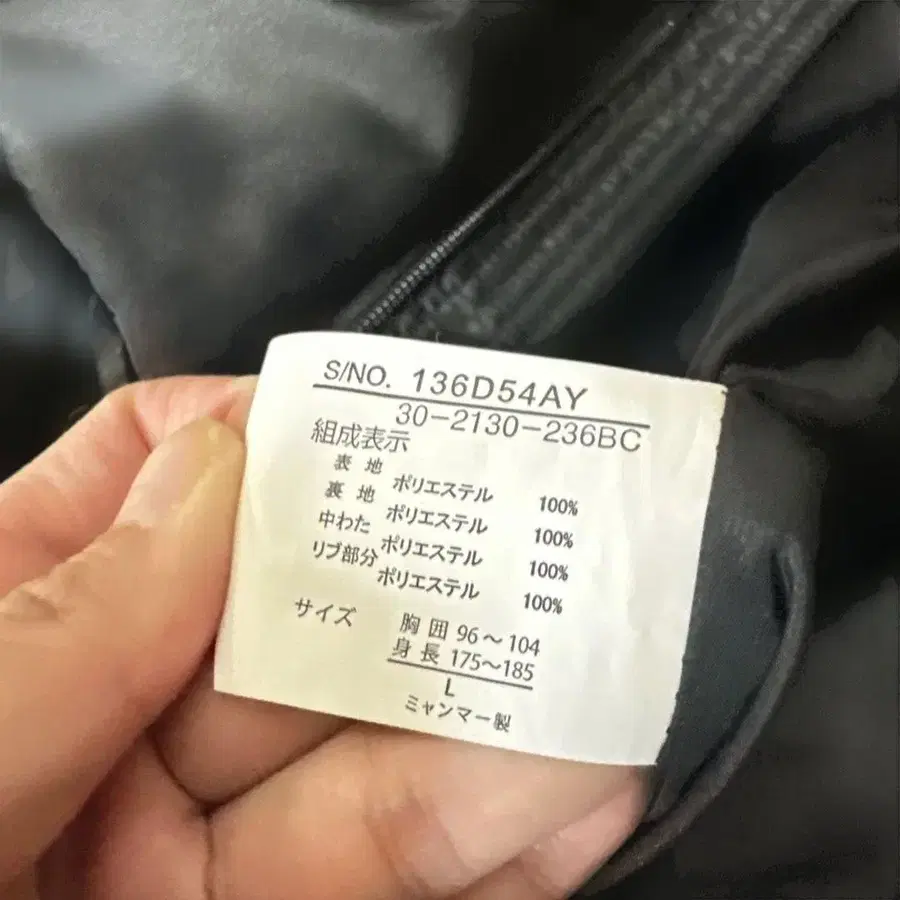 S/NO. 136D54AY
30-2130-236BC
組成表示
表地 ポリエステル 100%
裏地 ポリエステル 100%
中わた ポリエステル 100%
リブ部分 ポリエステル 100%
サイズ 胸囲 96～104
身長 175～185
L
ミャンマー製